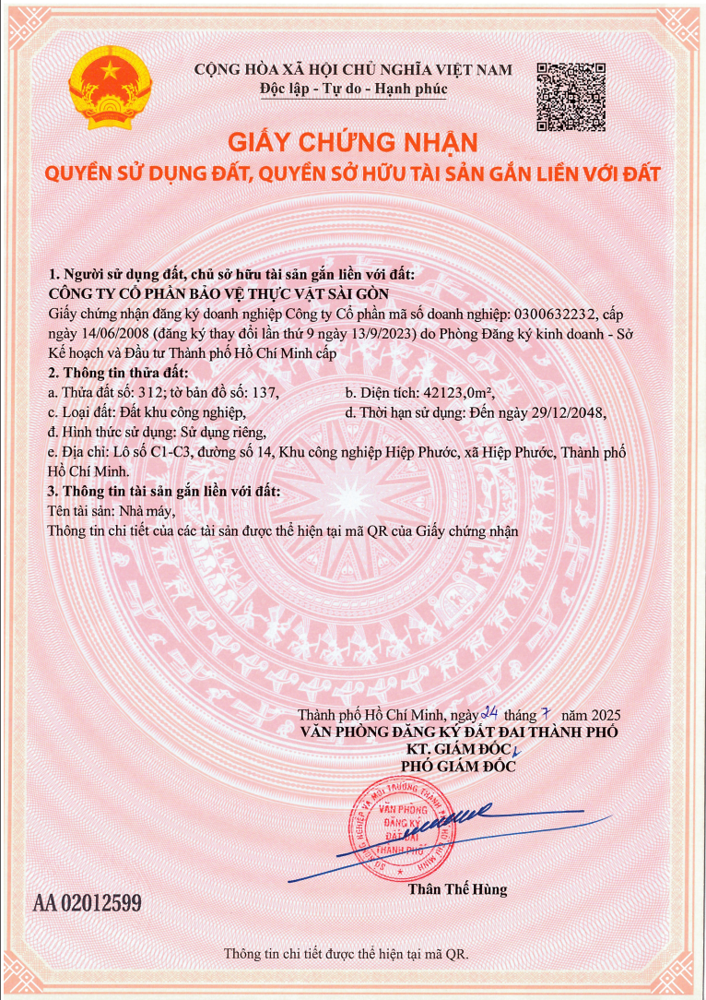 CỘNG HÒA XÃ HỘI CHỦ NGHĨA VIỆT NAM
Độc lập - Tự do - Hạnh phúc
GIẤY CHỨNG NHẬN
QUYỀN SỬ DỤNG ĐẤT, QUYỀN SỞ HỮU TÀI SẢN GẮN LIỀN VỚI ĐẤT
1. Người sử dụng đất, chủ sở hữu tài sản gắn liền với đất:
CÔNG TY CỔ PHẦN BẢO VỆ THỰC VẬT SÀI GÒN
Giấy chứng nhận đăng ký doanh nghiệp Công ty Cổ phần mã số doanh nghiệp: 0300632232, cấp
ngày 14/06/2008 (đăng ký thay đổi lần thứ 9 ngày 13/9/2023) do Phòng Đăng ký kinh doanh - Sở
Kế hoạch và Đầu tư Thành phố Hồ Chí Minh cấp
2. Thông tin thửa đất:
a. Thửa đất số: 312; tờ bản đồ số: 137, b. Diện tích: 42123,0m²,
c. Loại đất: Đất khu công nghiệp, d. Thời hạn sử dụng: Đến ngày 29/12/2048,
đ. Hình thức sử dụng: Sử dụng riêng,
e. Địa chỉ: Lô số C1-C3, đường số 14, Khu công nghiệp Hiệp Phước, xã Hiệp Phước, Thành phố
Hồ Chí Minh.
3. Thông tin tài sản gắn liền với đất:
Tên tài sản: Nhà máy,
Thông tin chi tiết của các tài sản được thể hiện tại mã QR của Giấy chứng nhận
Thành phố Hồ Chí Minh, ngày 24 tháng 7 năm 2025
VĂN PHÒNG ĐĂNG KÝ ĐẤT ĐAI THÀNH PHỐ
KT. GIÁM ĐỐC
PHÓ GIÁM ĐỐC
SỞ NÔNG NGHIỆP VÀ MÔI TRƯỜNG THÀNH PHỐ HỒ CHÍ MINH
VĂN PHÒNG
ĐĂNG KÝ
ĐẤT ĐAI
THÀNH PHỐ
Thân Thế Hùng
AA 02012599
Thông tin chi tiết được thể hiện tại mã QR.